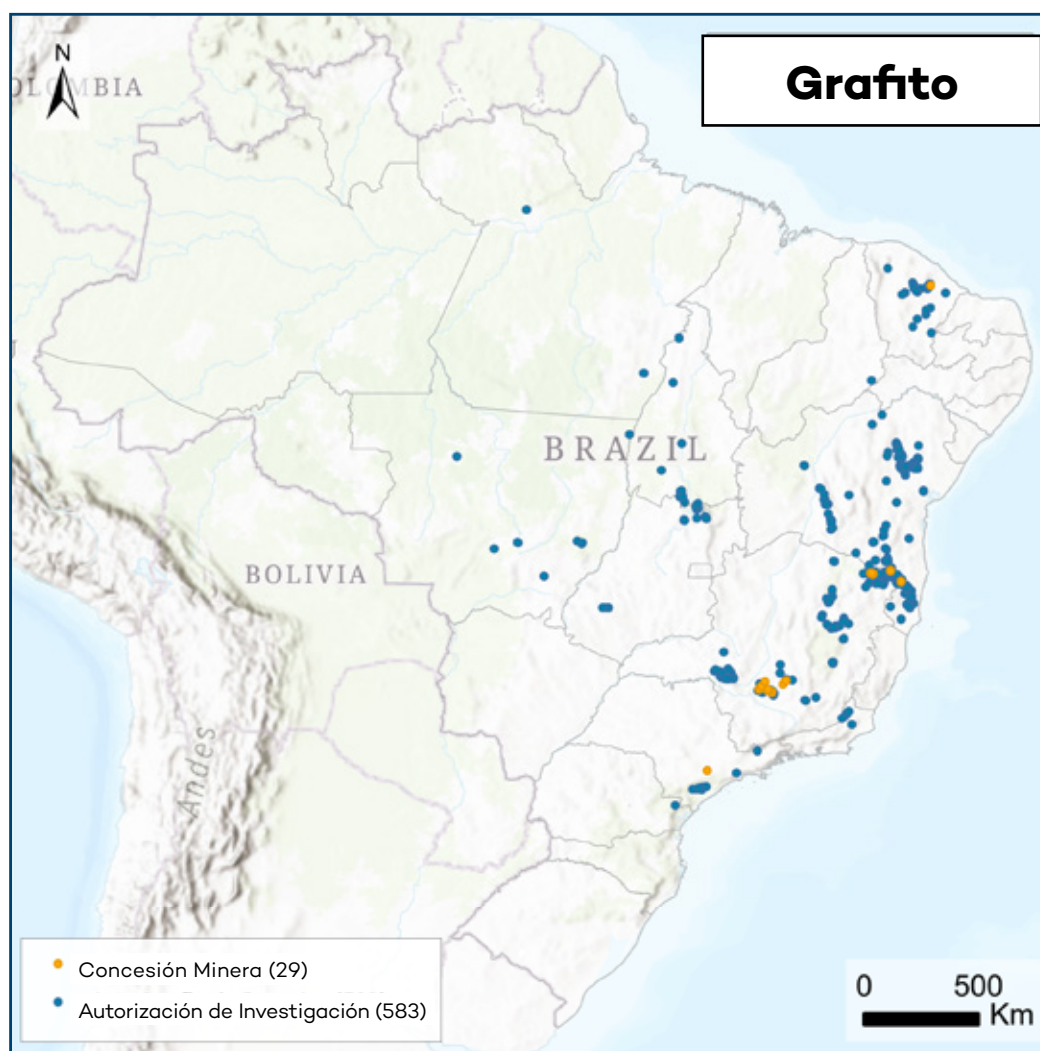 Grafito
N
OLOMBIA
BRAZIL
BOLIVIA
Andes
Concesión Minera (29)
Autorización de Investigación (583)
0 500
Km